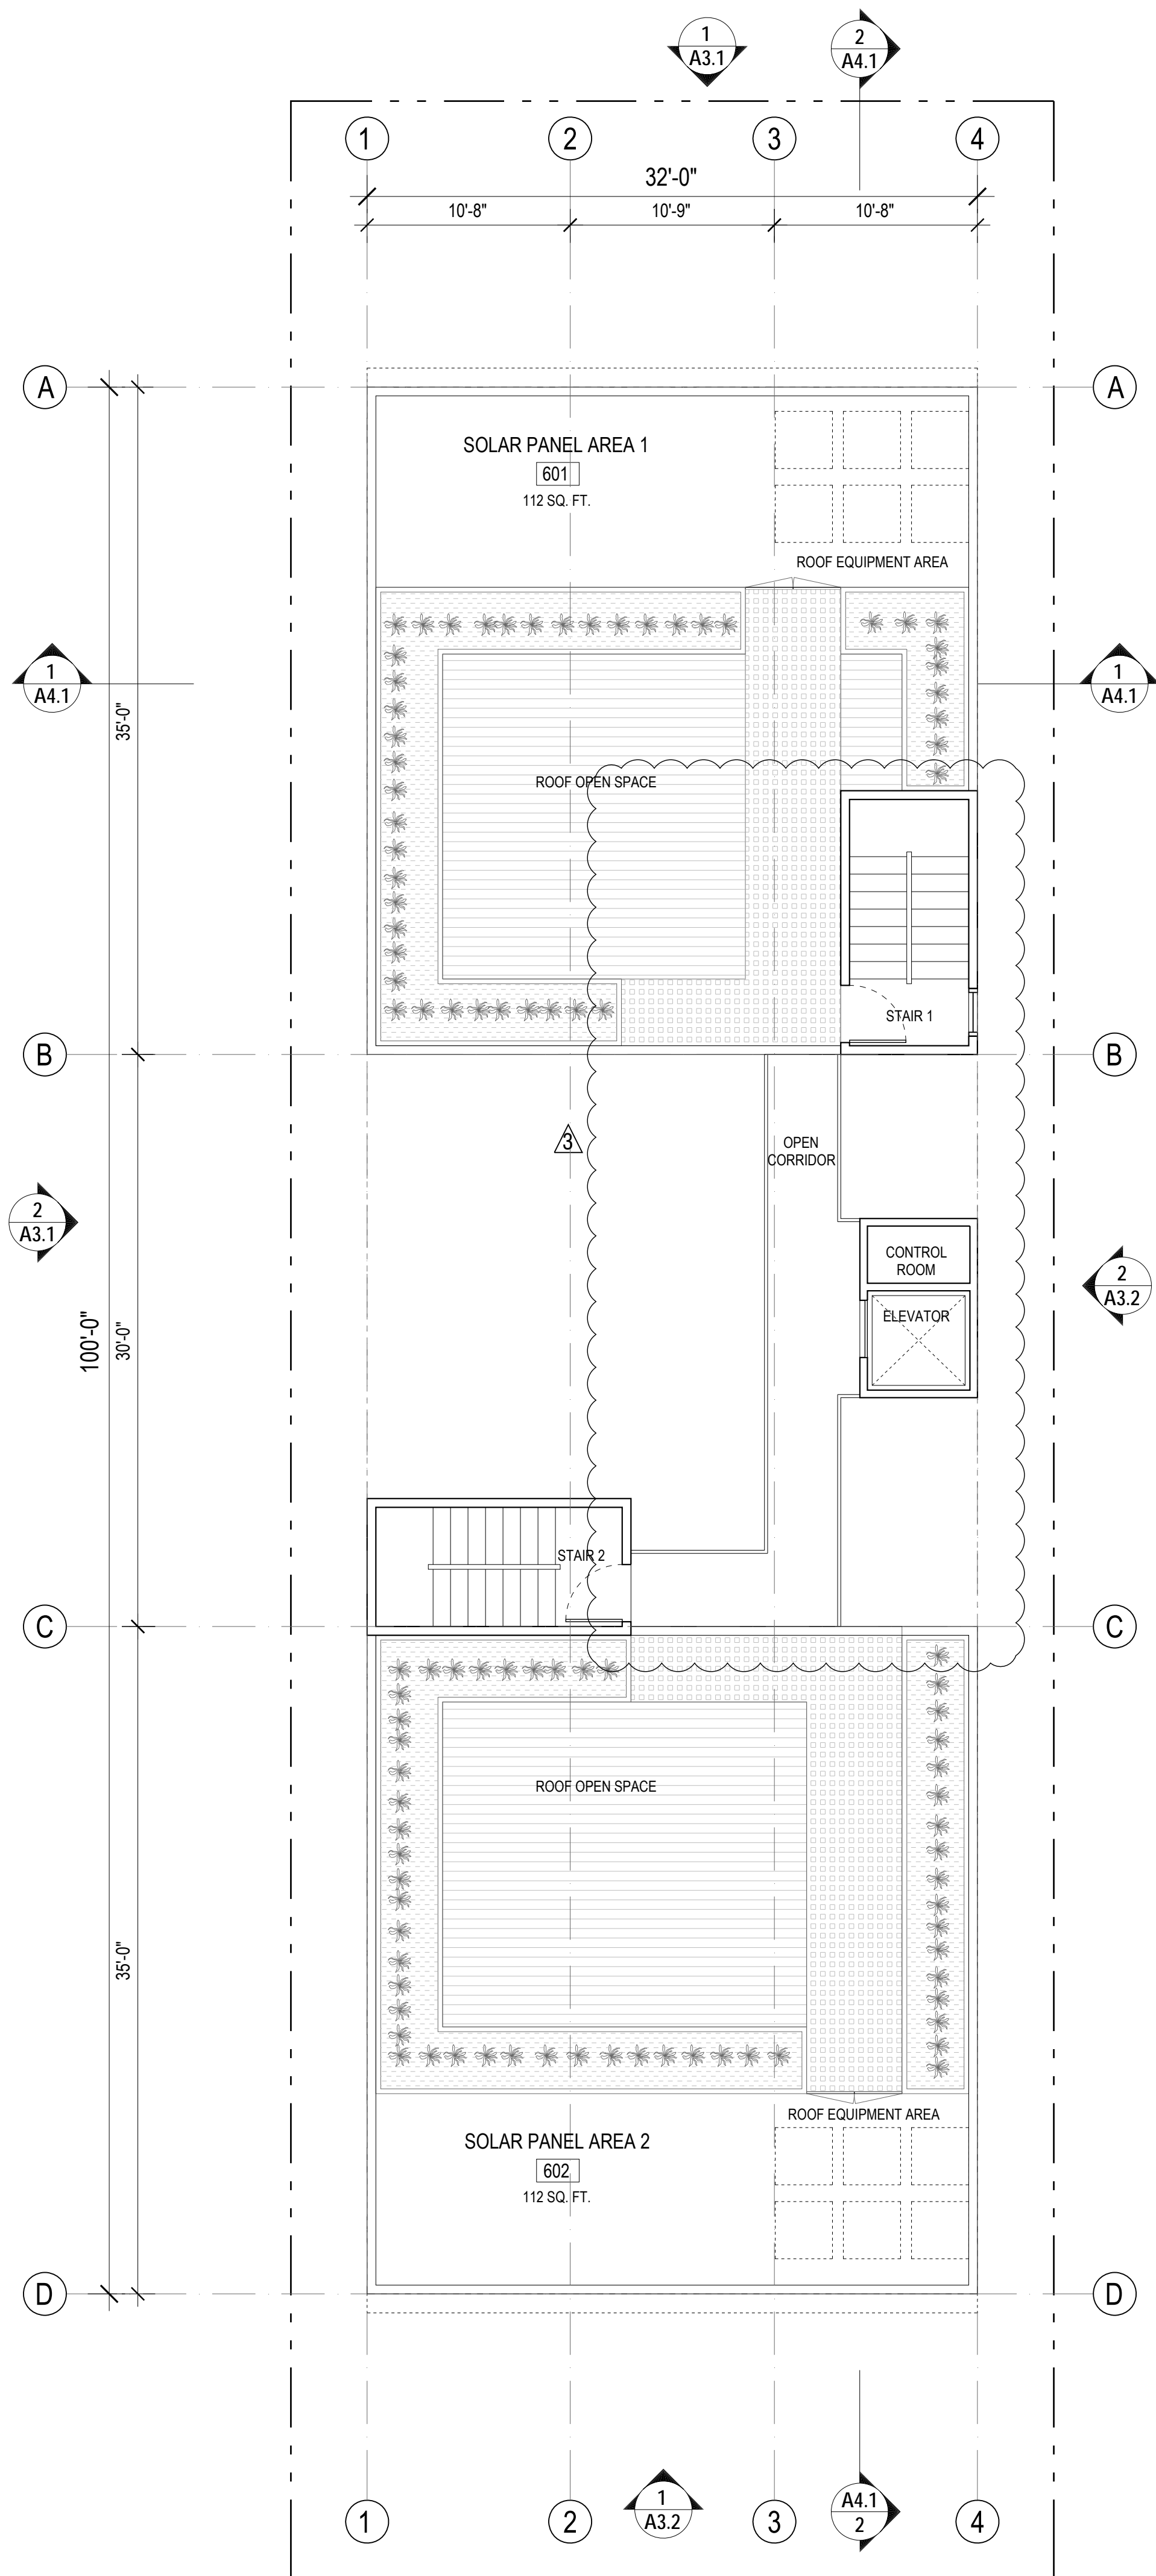 1
A3.1
2
A4.1
1
2
3
4
32'-0"
10'-8"
10'-9"
10'-8"
A
A
SOLAR PANEL AREA 1
601
112 SQ. FT.
ROOF EQUIPMENT AREA
1
A4.1
1
A4.1
35'-0"
ROOF OPEN SPACE
STAIR 1
B
B
3
OPEN
CORRIDOR
2
A3.1
CONTROL
ROOM
2
A3.2
ELEVATOR
100'-0"
30'-0"
STAIR 2
C
C
ROOF OPEN SPACE
35'-0"
ROOF EQUIPMENT AREA
SOLAR PANEL AREA 2
602
112 SQ. FT.
D
D
1
2
1
A3.2
3
A4.1
2
4